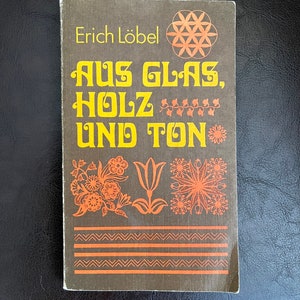 Erich Löbel
AUS GLAS,
HOLZ
UND TON